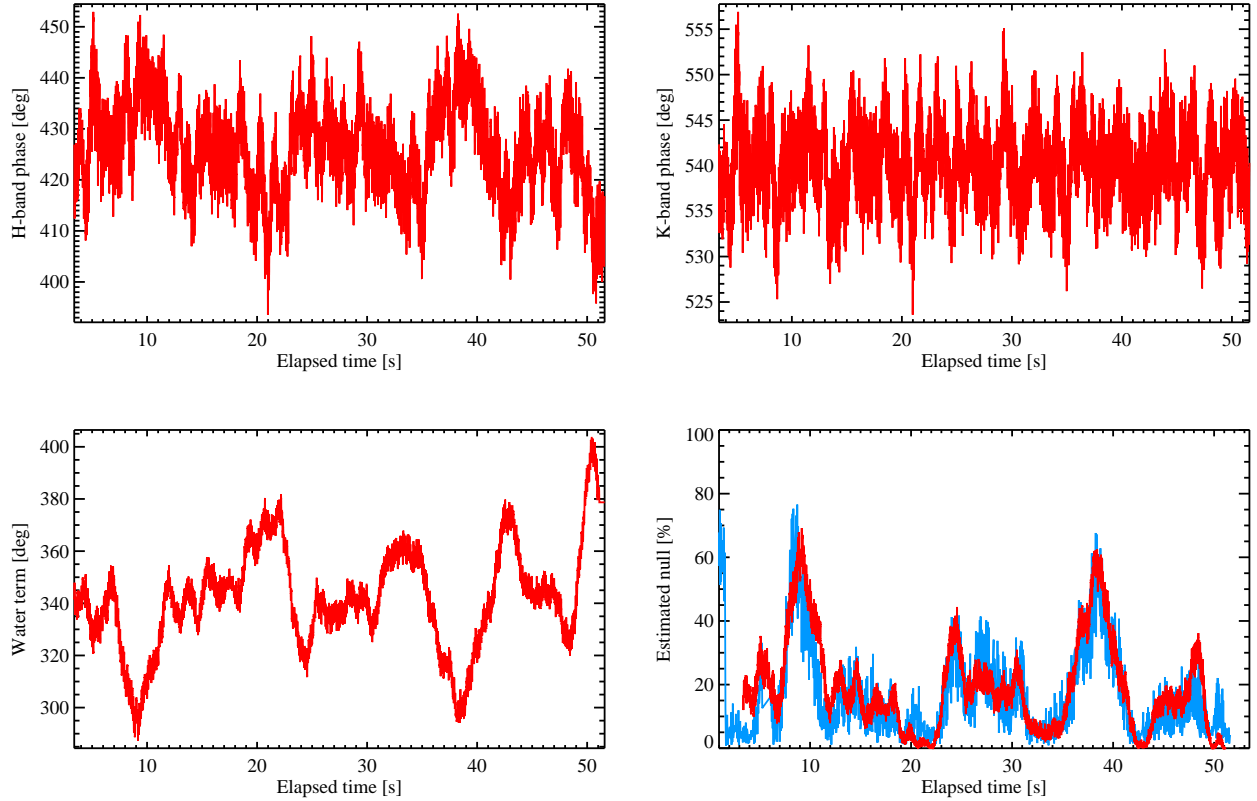 450
440
430
420
410
400
H-band phase [deg]
10 20 30 40 50
Elapsed time [s]
555
550
545
540
535
530
525
K-band phase [deg]
10 20 30 40 50
Elapsed time [s]
400
380
360
340
320
300
Water term [deg]
10 20 30 40 50
Elapsed time [s]
100
80
60
40
20
0
Estimated null [%]
10 20 30 40 50
Elapsed time [s]